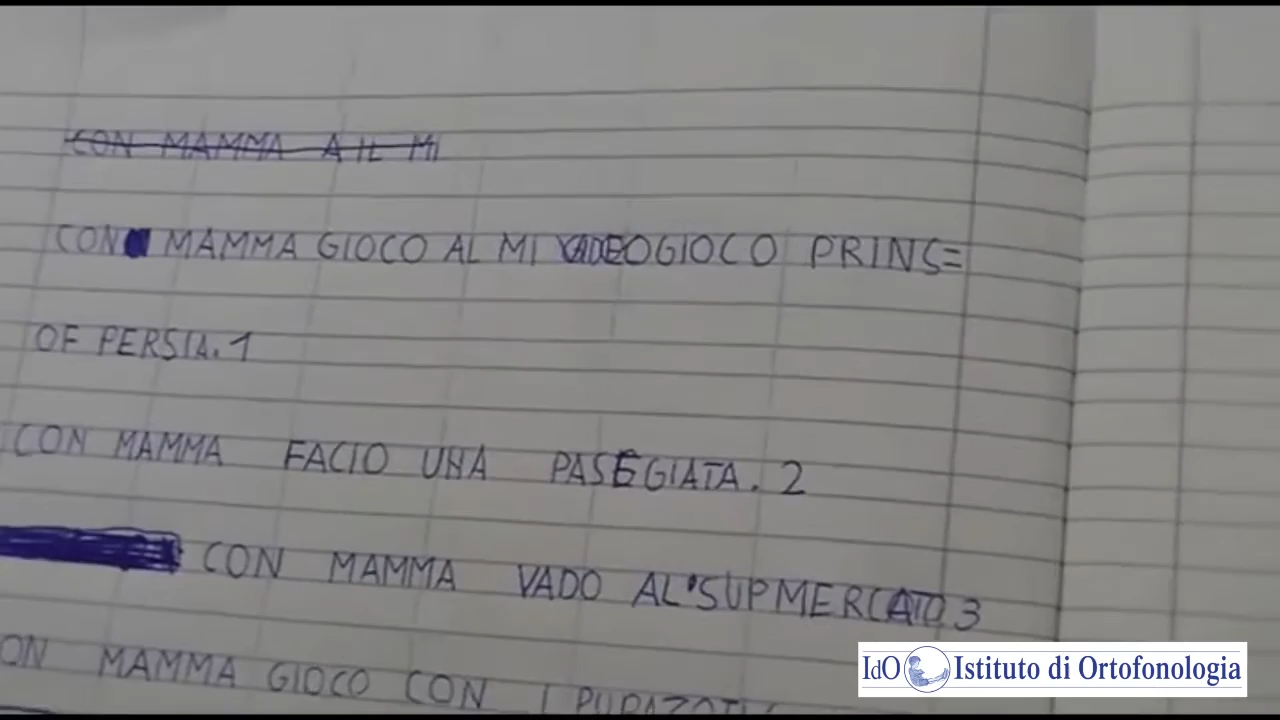 CON MAMMA A IL MI
CON MAMMA GIOCO AL MI VIDEOGIOCO PRINS=
OF PERSIA. 1
CON MAMMA FACIO UNA PASEGIATA. 2
CON MAMMA VADO AL'SUPMERCATO 3
ON MAMMA GIOCO CON I
IdO Istituto di Ortofonologia